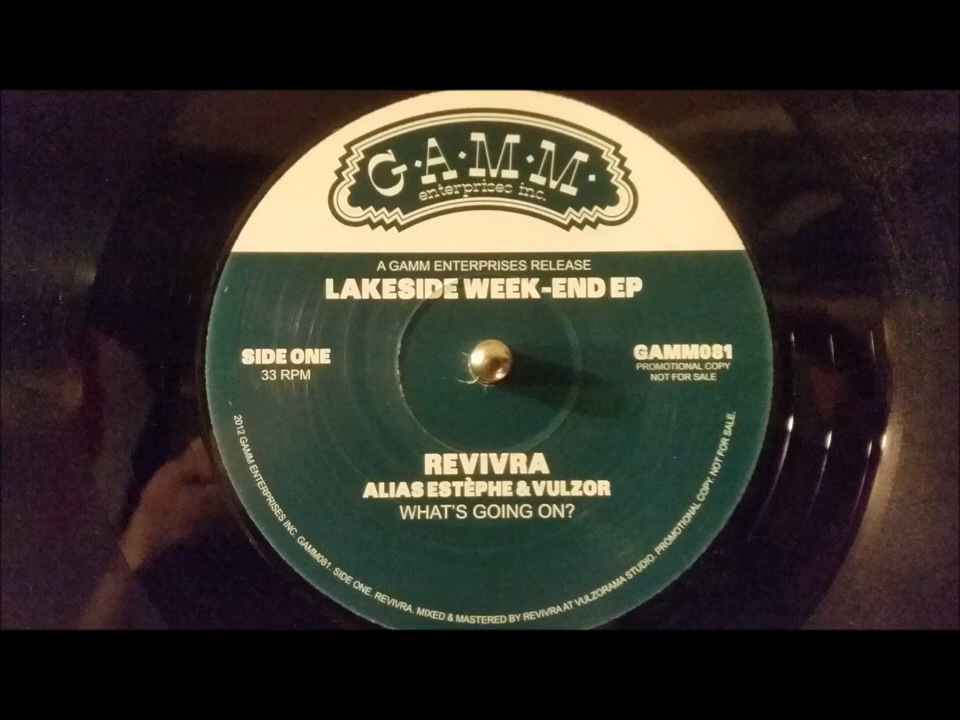 G·A·M·M·
enterprises inc.
A GAMM ENTERPRISES RELEASE
LAKESIDE WEEK-END EP
SIDE ONE
33 RPM
GAMM081
PROMOTIONAL COPY
NOT FOR SALE
REVIVRA
ALIAS ESTÈPHE & VULZOR
WHAT'S GOING ON?
2012 GAMM ENTERPRISES INC. GAMM081. SIDE ONE. REVIVRA. MIXED & MASTERED BY REVIVRA AT VULZORAMA STUDIO. PROMOTIONAL COPY. NOT FOR SALE.